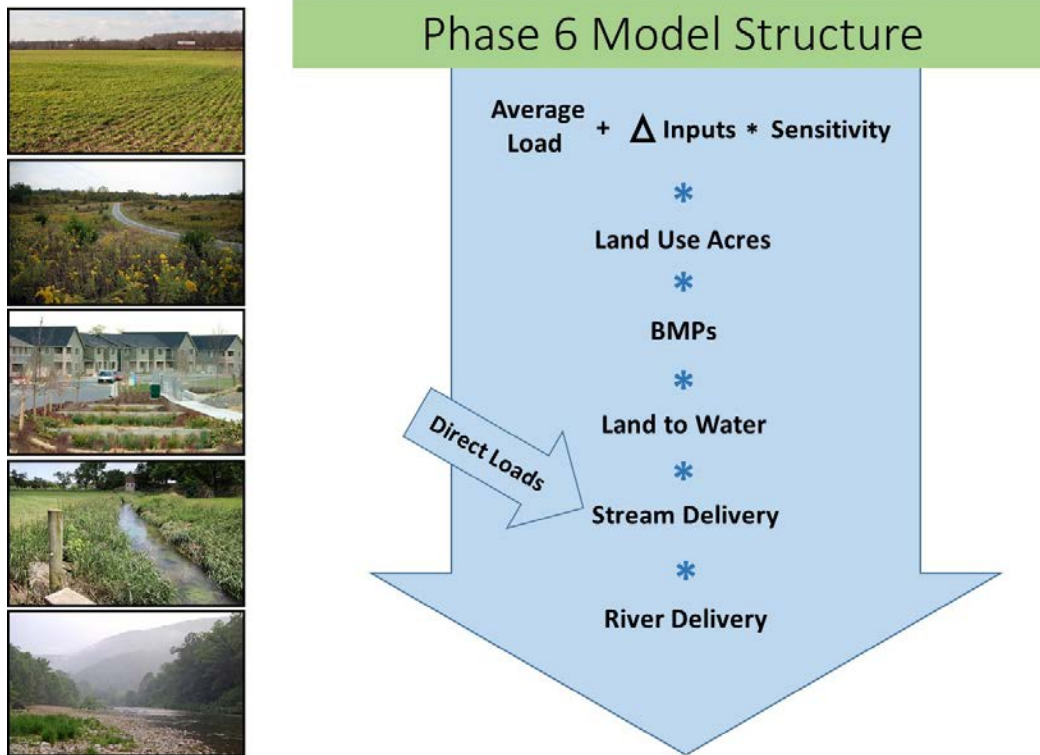 Phase 6 Model Structure
Average
Load + Δ Inputs * Sensitivity
*
Land Use Acres
*
BMPs
*
Land to Water
Direct Loads
*
Stream Delivery
*
River Delivery